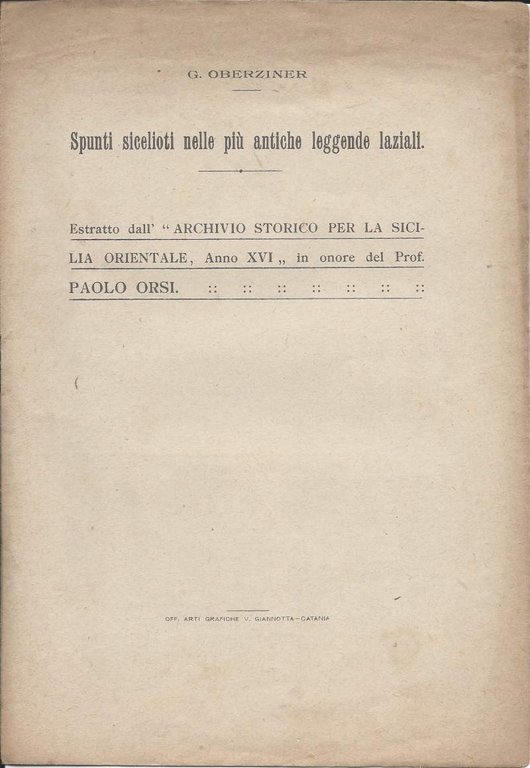 G. OBERZINER
Spunti sicelioti nelle più antiche leggende laziali.
Estratto dall' “ ARCHIVIO STORICO PER LA SICI-
LIA ORIENTALE, Anno XVI „ in onore del Prof.
PAOLO ORSI. :: :: :: :: :: :: ::
OFF. ARTI GRAFICHE V. GIANNOTTA-CATANIA